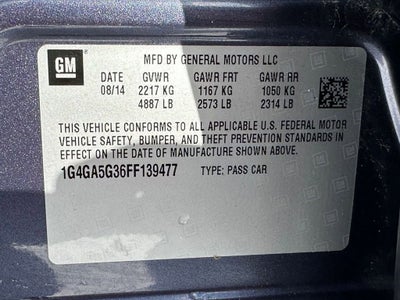 GM
MFD BY GENERAL MOTORS LLC
DATE GVWR GAWR FRT GAWR RR
08/14 2217 KG 1167 KG 1050 KG
4887 LB 2573 LB 2314 LB
THIS VEHICLE CONFORMS TO ALL APPLICABLE U.S. FEDERAL MOTOR
VEHICLE SAFETY, BUMPER, AND THEFT PREVENTION STANDARDS IN
EFFECT ON THE DATE OF MANUFACTURE SHOWN ABOVE.
1G4GA5G36FF139477 TYPE: PASS CAR